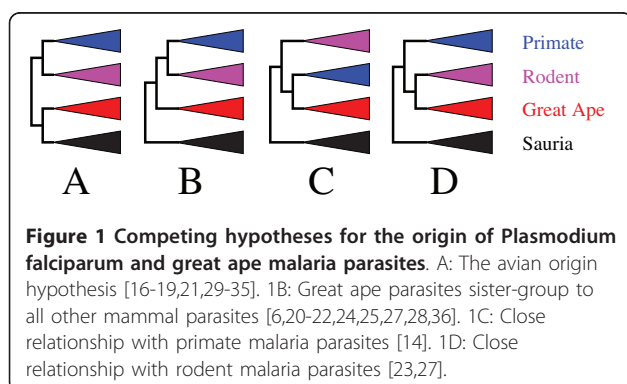 Primate
Rodent
Great Ape
Sauria
A B C D
Figure 1 Competing hypotheses for the origin of Plasmodium
falciparum and great ape malaria parasites. A: The avian origin
hypothesis [16-19,21,29-35]. 1B: Great ape parasites sister-group to
all other mammal parasites [6,20-22,24,25,27,28,36]. 1C: Close
relationship with primate malaria parasites [14]. 1D: Close
relationship with rodent malaria parasites [23,27].